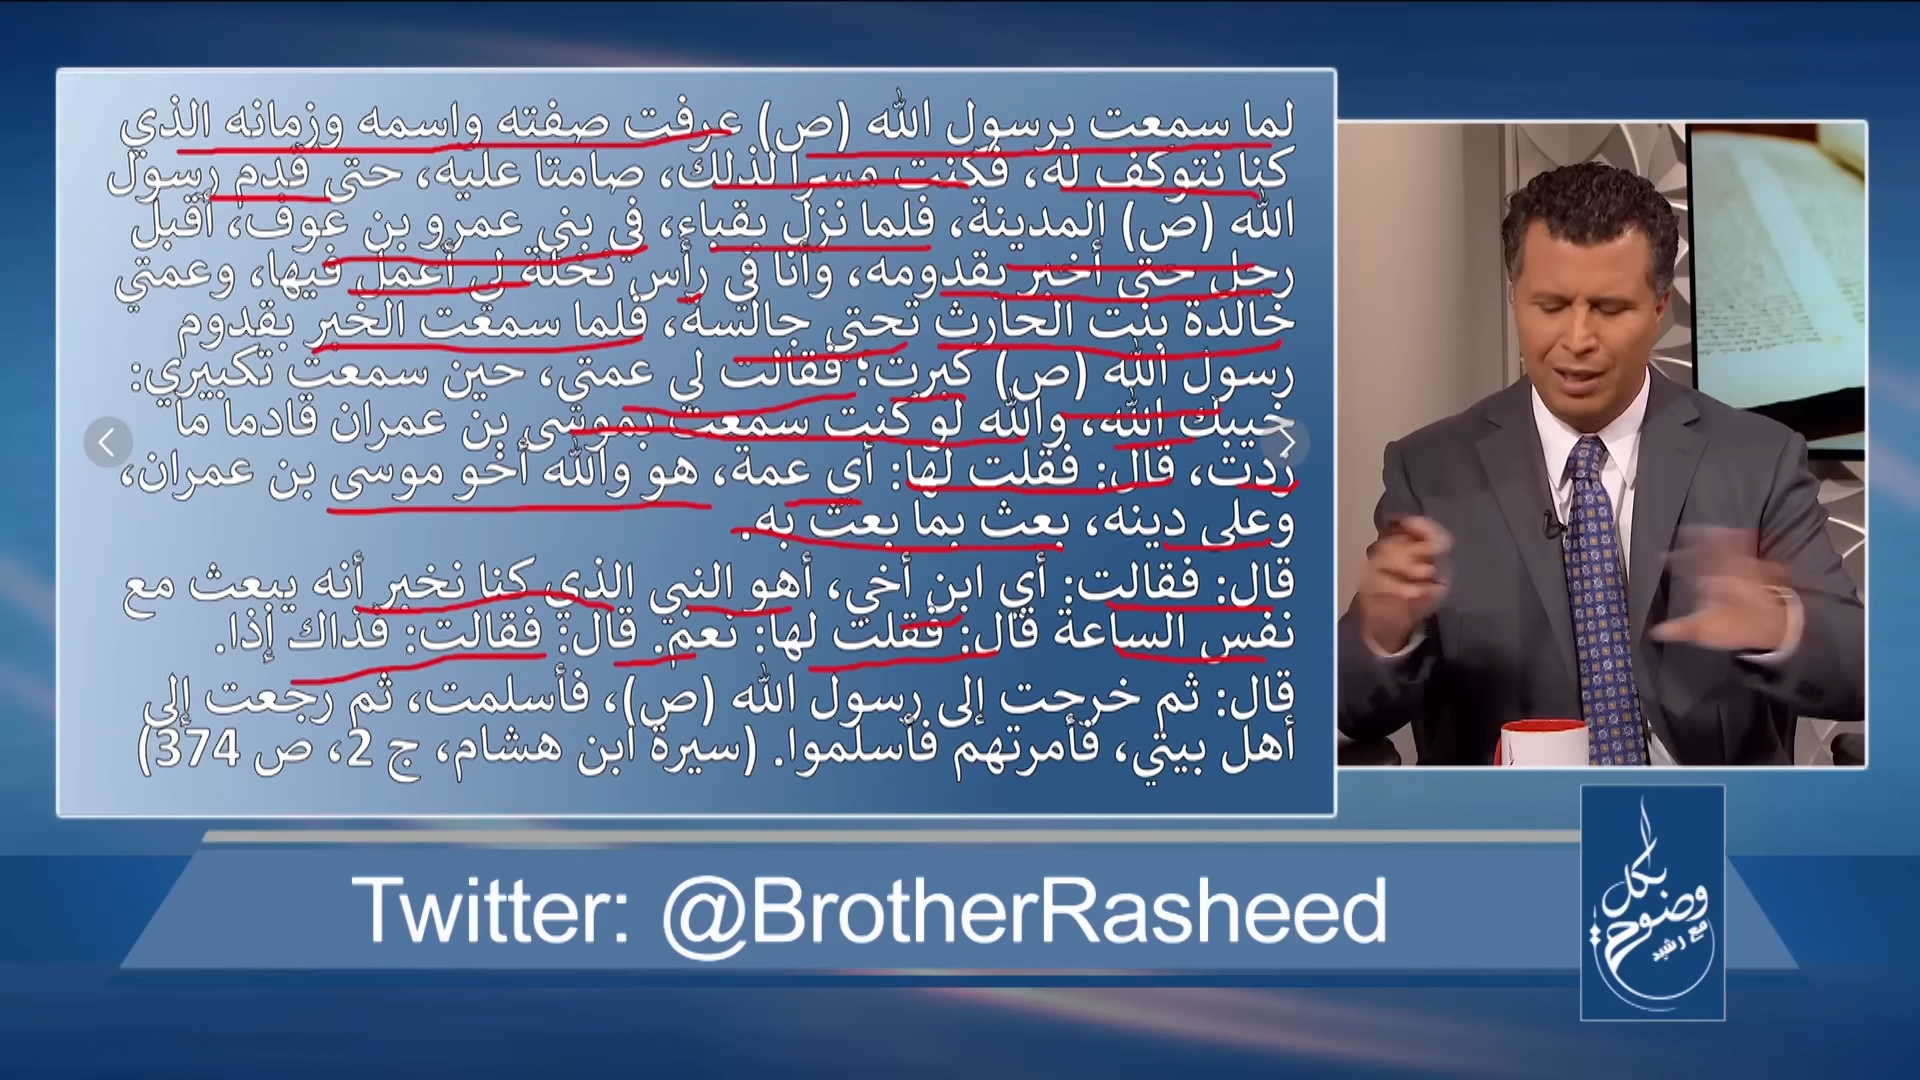 لما سمعت برسول الله (ص) عرفت صفته واسمه وزمانه الذي
كنا نتوكف له، فكنت مسرا لذلك، صامتا عليه، حتى قدم رسول
الله (ص) المدينة، فلما نزل بقباء، في بني عمرو بن عوف، أقبل
رجل حتى أخبر بقدومه، وأنا في رأس نخلة لي أعمل فيها، وعمتي
خالدة بنت الحارث تحتي جالسة، فلما سمعت الخبر بقدوم
رسول الله (ص) كبرت؛ فقالت لي عمتي، حين سمعت تكبيري:
خيبك الله، والله لو كنت سمعت بموسى بن عمران قادما ما
زدت، قال: فقلت لها: أي عمة، هو والله أخو موسى بن عمران،
وعلى دينه، بعث بما بعث به.
قال: فقالت: أي ابن أخي، أهو النبي الذي كنا نخبر أنه يبعث مع
نفس الساعة قال: فقلت لها: نعم. قال: فقالت: فذاك إذا.
قال: ثم خرجت إلى رسول الله (ص)، فأسلمت، ثم رجعت إلى
أهل بيتي، فأمرتهم فأسلموا. (سيرة ابن هشام، ج 2، ص 374)
Twitter: @BrotherRasheed
بكل
وضوح
مع رشيد